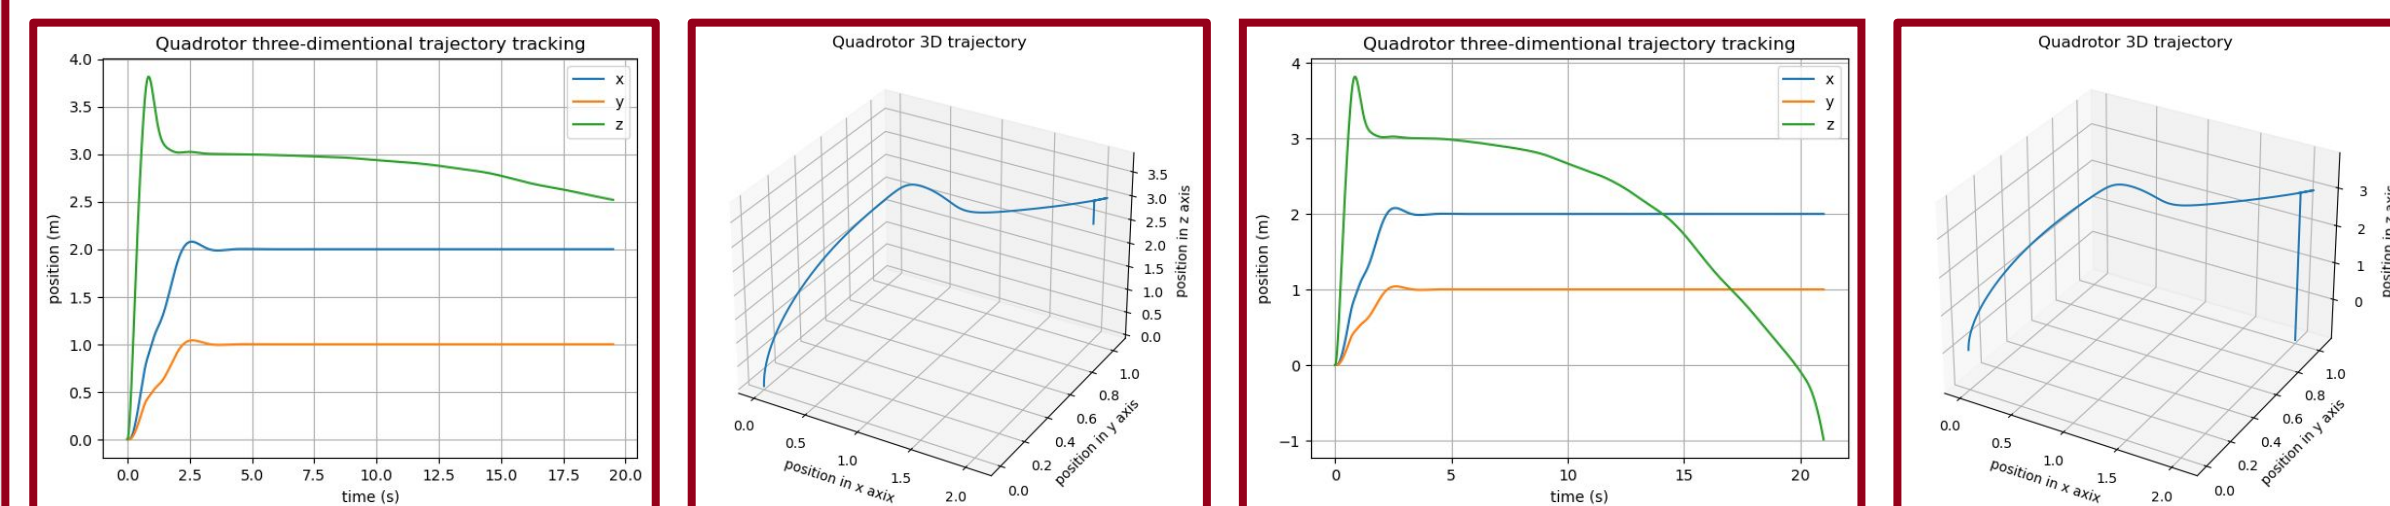 Quadrotor three-dimentional trajectory tracking
4.0
3.5
3.0
2.5
2.0
1.5
1.0
0.5
0.0
position (m)
x
y
z
0.0 2.5 5.0 7.5 10.0 12.5 15.0 17.5 20.0
time (s)
Quadrotor 3D trajectory
3.5
3.0
2.5
2.0
1.5
1.0
0.5
0.0
position in z axis
0.0 0.5 1.0 1.5 2.0
position in x axix
0.0 0.2 0.4 0.6 0.8 1.0
position in y axis
Quadrotor three-dimentional trajectory tracking
4
3
2
1
0
−1
position (m)
x
y
z
0 5 10 15 20
time (s)
Quadrotor 3D trajectory
3
2
1
0
position in z axis
0.0 0.5 1.0 1.5 2.0
position in x axix
0.0 0.2 0.4 0.6 0.8 1.0
position in y axis